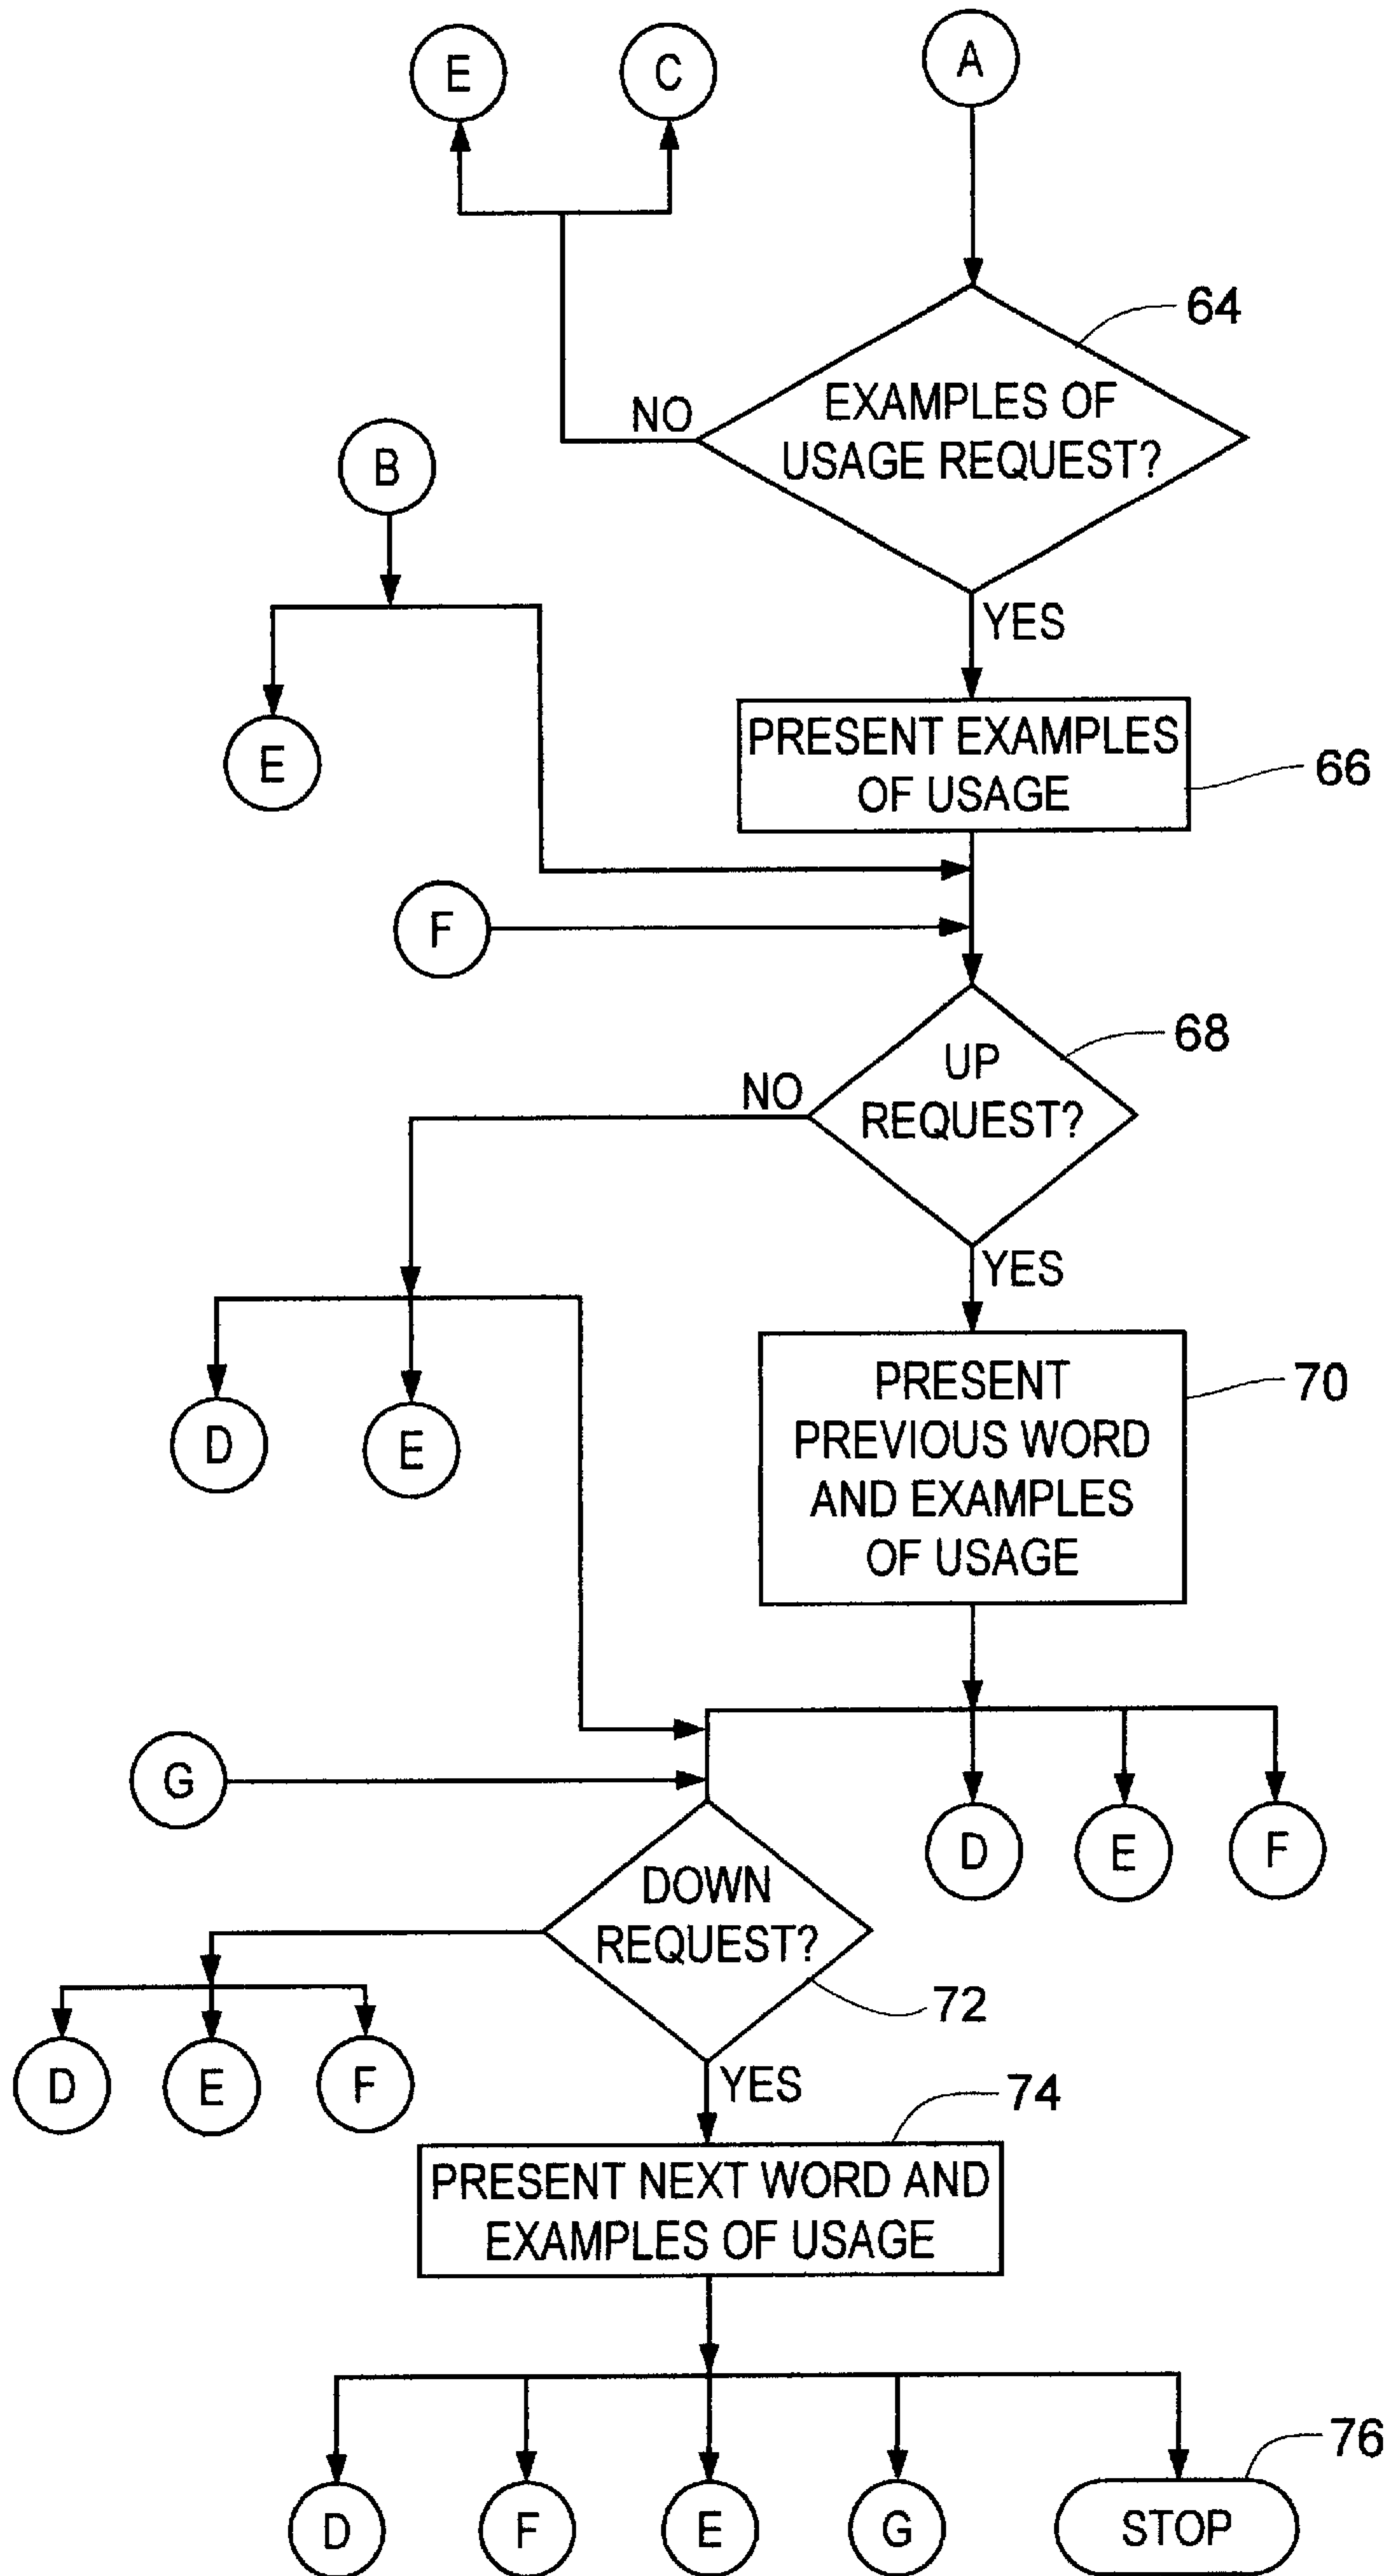 E
C
A
64
EXAMPLES OF
USAGE REQUEST?
NO
B
YES
E
PRESENT EXAMPLES
OF USAGE
66
F
68
UP
REQUEST?
NO
YES
D
E
PRESENT
PREVIOUS WORD
AND EXAMPLES
OF USAGE
70
G
D
E
F
DOWN
REQUEST?
72
D
E
F
YES
74
PRESENT NEXT WORD AND
EXAMPLES OF USAGE
76
D
F
E
G
STOP